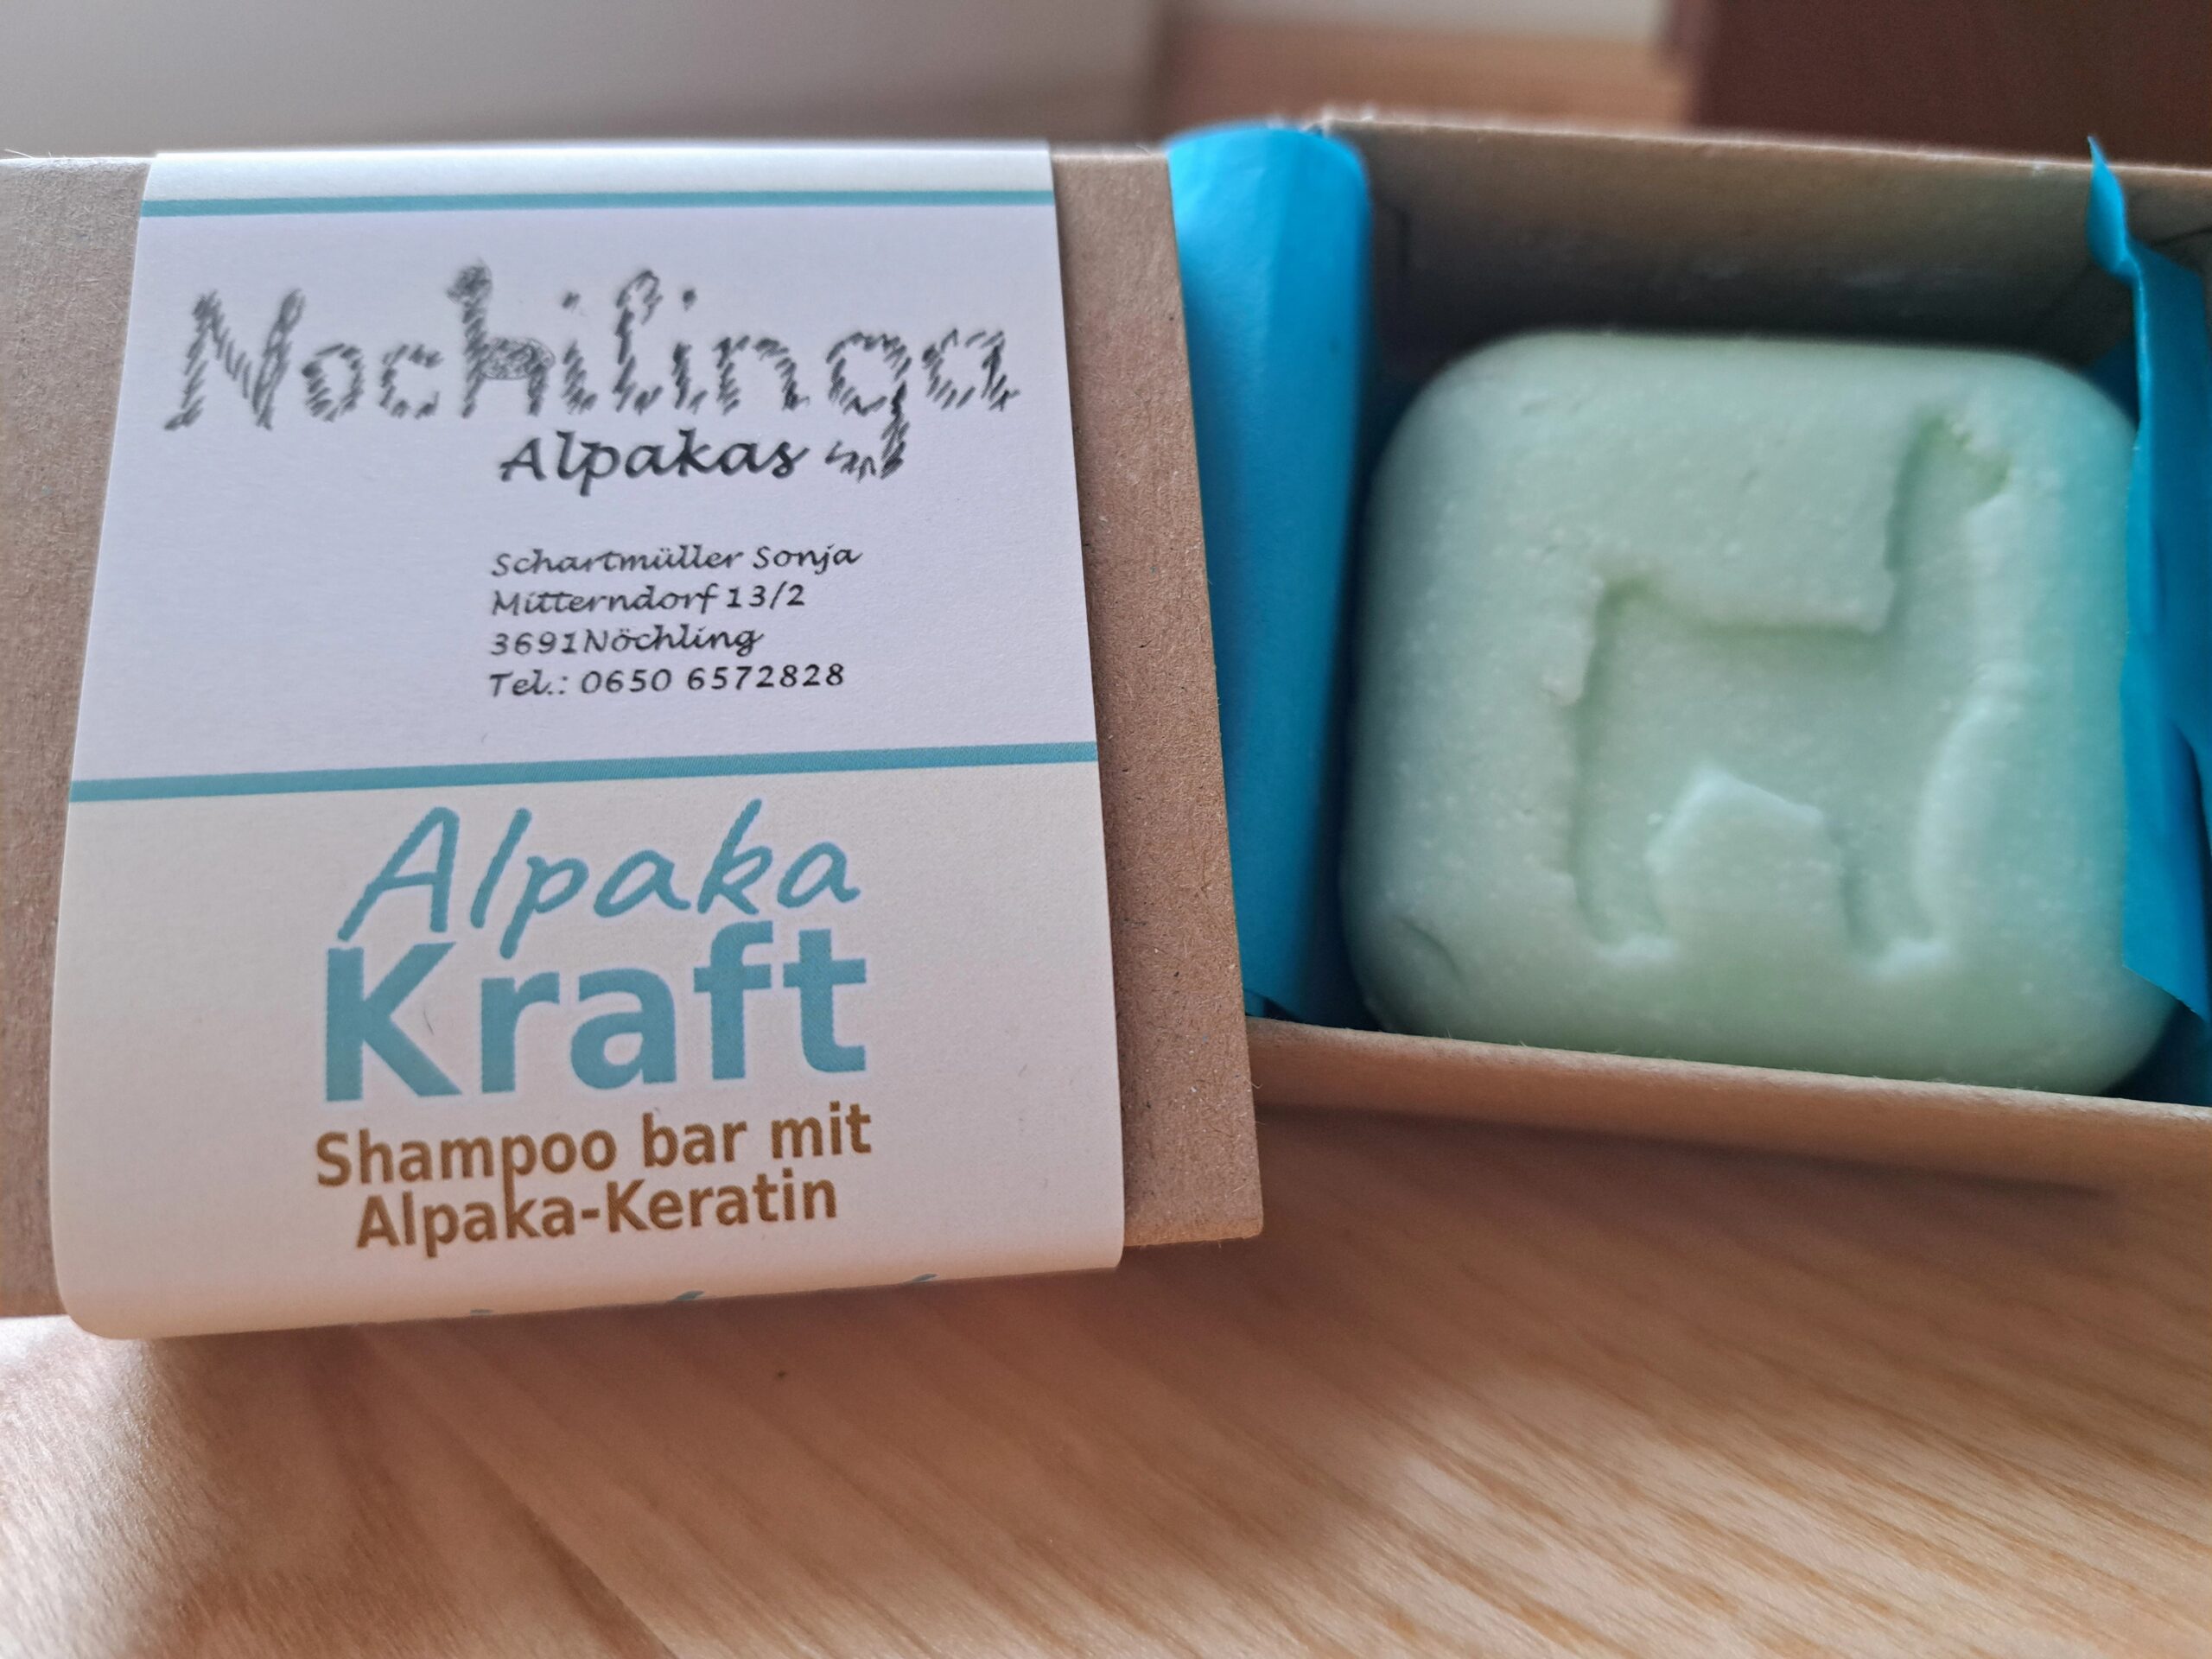 Nochilinga
Alpakas
Schartmüller Sonja
Mitterndorf 13/2
3691Nöchling
Tel.: 0650 6572828
Alpaka
Kraft
Shampoo bar mit
Alpaka-Keratin